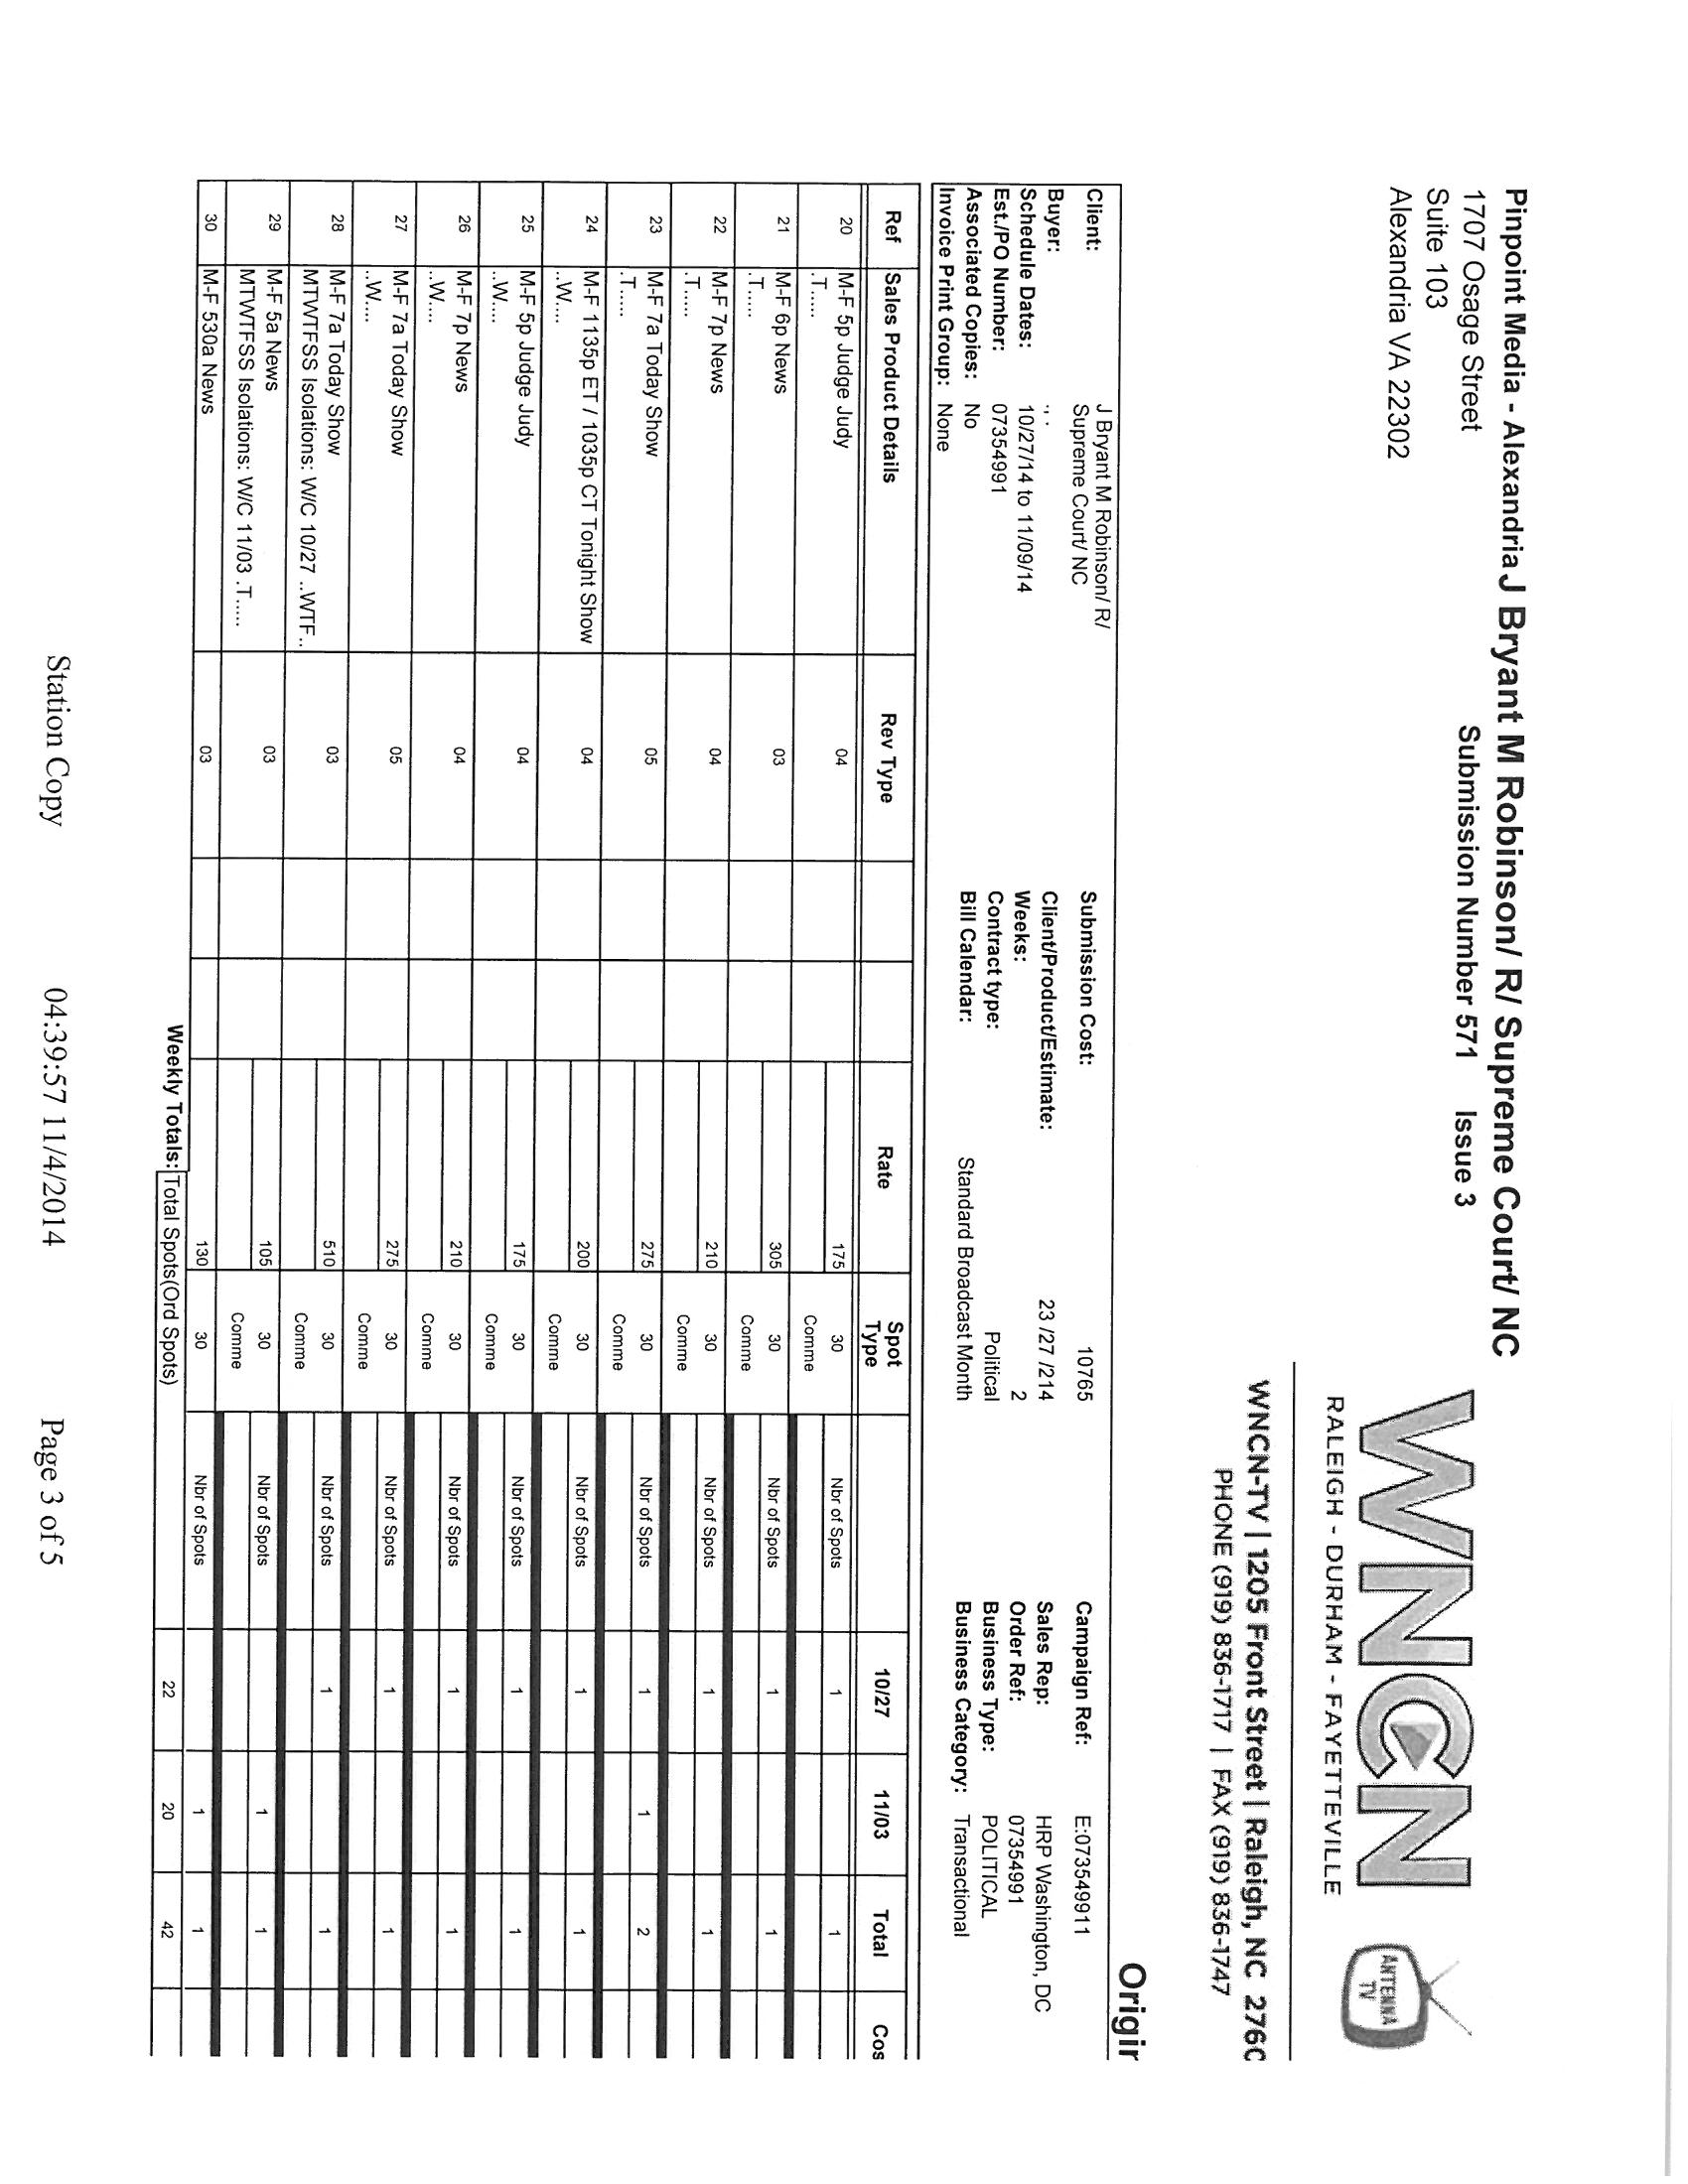 Pinpoint Media - Alexandria J Bryant M Robinson/ R/ Supreme Court/ NC
1707 Osage Street
Suite 103
Alexandria VA 22302
Submission Number 571 Issue 3
WNCN
RALEIGH - DURHAM - FAYETTEVILLE
ANTENNA
TV
WNCN-TV | 1205 Front Street | Raleigh, NC 2760
PHONE (919) 836-1717 | FAX (919) 836-1747
Origin
Client: J Bryant M Robinson/ R/ Submission Cost: 10765 Campaign Ref: E:073549911
Supreme Court/ NC
Buyer: ., . Client/Product/Estimate: 23 /27 /214 Sales Rep: HRP Washington, DC
Schedule Dates: 10/27/14 to 11/09/14 Weeks: 2 Order Ref: 07354991
Est./PO Number: 07354991 Contract type: Political Business Type: POLITICAL
Associated Copies: No Bill Calendar: Standard Broadcast Month Business Category: Transactional
Invoice Print Group: None
Ref Sales Product Details Rev Type Rate Spot Type 10/27 11/03 Total Cos
20 M-F 5p Judge Judy 04 175 30 Nbr of Spots 1 1
.T..... Comme
21 M-F 6p News 03 305 30 Nbr of Spots 1 1
.T..... Comme
22 M-F 7p News 04 210 30 Nbr of Spots 1 1
.T..... Comme
23 M-F 7a Today Show 05 275 30 Nbr of Spots 1 1 2
.T..... Comme
24 M-F 1135p ET / 1035p CT Tonight Show 04 200 30 Nbr of Spots 1 1
..W.... Comme
25 M-F 5p Judge Judy 04 175 30 Nbr of Spots 1 1
..W.... Comme
26 M-F 7p News 04 210 30 Nbr of Spots 1 1
..W.... Comme
27 M-F 7a Today Show 05 275 30 Nbr of Spots 1 1
..W.... Comme
28 M-F 7a Today Show 03 510 30 Nbr of Spots 1 1
MTWTFSS Isolations: W/C 10/27 ..WTF.. Comme
29 M-F 5a News 03 105 30 Nbr of Spots 1 1
MTWTFSS Isolations: W/C 11/03 .T..... Comme
30 M-F 530a News 03 130 30 Nbr of Spots 1 1
Weekly Totals: Total Spots(Ord Spots) 22 20 42
Station Copy 04:39:57 11/4/2014 Page 3 of 5